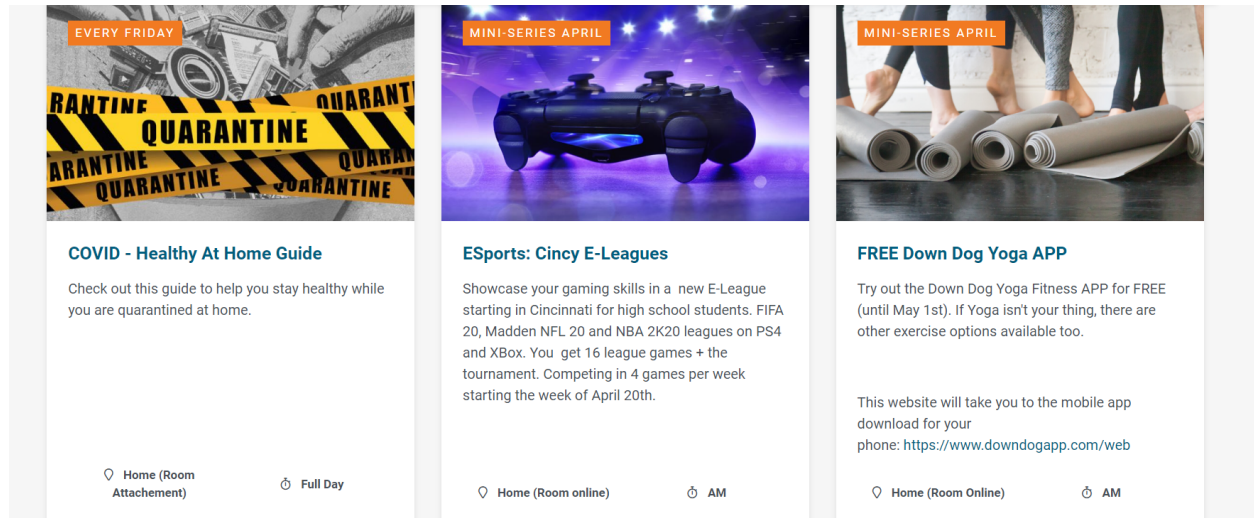 EVERY FRIDAY
RANTINE
QUARANT
QUARANTINE
ARANTINE
QUARAN
QUARANTINE
QUARANTINE
COVID - Healthy At Home Guide
Check out this guide to help you stay healthy while
you are quarantined at home.
Home (Room
Attachement)
Full Day
MINI-SERIES APRIL
ESports: Cincy E-Leagues
Showcase your gaming skills in a  new E-League
starting in Cincinnati for high school students. FIFA
20, Madden NFL 20 and NBA 2K20 leagues on PS4
and XBox. You  get 16 league games + the
tournament. Competing in 4 games per week
starting the week of April 20th.
Home (Room online)
AM
MINI-SERIES APRIL
FREE Down Dog Yoga APP
Try out the Down Dog Yoga Fitness APP for FREE
(until May 1st). If Yoga isn't your thing, there are
other exercise options available too.
This website will take you to the mobile app
download for your
phone: https://www.downdogapp.com/web
Home (Room Online)
AM